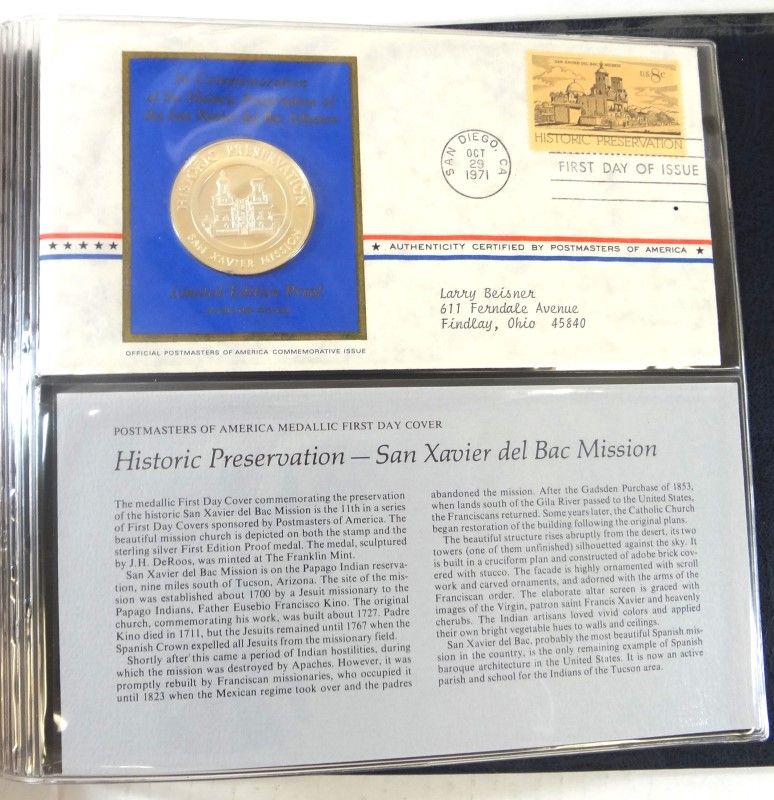 In Commemoration
of the Historic Preservation of
the San Xavier del Bac Mission
HISTORIC PRESERVATION
SAN XAVIER MISSION
Limited Edition Proof
OFFICIAL POSTMASTERS OF AMERICA COMMEMORATIVE ISSUE
SAN XAVIER DEL BAC MISSION
US 8c
HISTORIC PRESERVATION
SAN DIEGO, CA
OCT
29
1971
FIRST DAY OF ISSUE
AUTHENTICITY CERTIFIED BY POSTMASTERS OF AMERICA
Larry Beisner
611 Ferndale Avenue
Findlay, Ohio 45840
POSTMASTERS OF AMERICA MEDALLIC FIRST DAY COVER
Historic Preservation — San Xavier del Bac Mission
The medallic First Day Cover commemorating the preservation
of the historic San Xavier del Bac Mission is the 11th in a series
of First Day Covers sponsored by Postmasters of America. The
beautiful mission church is depicted on both the stamp and the
sterling silver First Edition Proof medal. The medal, sculptured
by J.H. DeRoos, was minted at The Franklin Mint.
San Xavier del Bac Mission is on the Papago Indian reserva-
tion, nine miles south of Tucson, Arizona. The site of the mis-
sion was established about 1700 by a Jesuit missionary to the
Papago Indians, Father Eusebio Francisco Kino. The original
church, commemorating his work, was built about 1727. Padre
Kino died in 1711, but the Jesuits remained until 1767 when the
Spanish Crown expelled all Jesuits from the missionary field.
Shortly after this came a period of Indian hostilities, during
which the mission was destroyed by Apaches. However, it was
promptly rebuilt by Franciscan missionaries, who occupied it
until 1823 when the Mexican regime took over and the padres
abandoned the mission. After the Gadsden Purchase of 1853,
when lands south of the Gila River passed to the United States,
the Franciscans returned. Some years later, the Catholic Church
began restoration of the building following the original plans.
The beautiful structure rises abruptly from the desert, its two
towers (one of them unfinished) silhouetted against the sky. It
is built in a cruciform plan and constructed of adobe brick cov-
ered with stucco. The facade is highly ornamented with scroll
work and carved ornaments, and adorned with the arms of the
Franciscan order. The elaborate altar screen is graced with
images of the Virgin, patron saint Francis Xavier and heavenly
cherubs. The Indian artisans loved vivid colors and applied
their own bright vegetable hues to walls and ceilings.
San Xavier del Bac, probably the most beautiful Spanish mis-
sion in the country, is the only remaining example of Spanish
baroque architecture in the United States. It is now an active
parish and school for the Indians of the Tucson area.